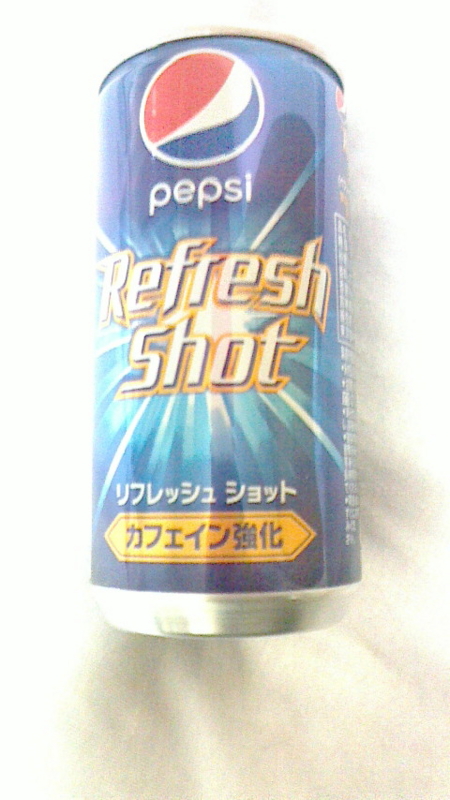 pepsi
Refresh
Shot
リフレッシュ ショット
カフェイン強化